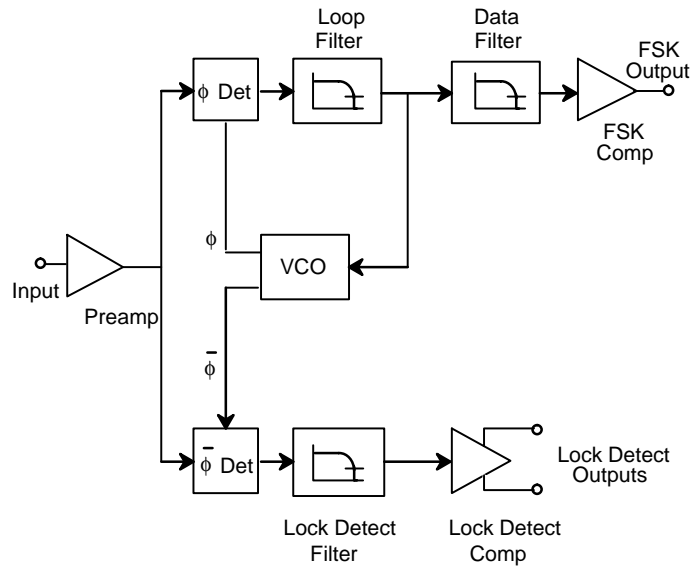 Loop
Filter
Data
Filter
FSK
Output
ϕ Det
FSK
Comp
ϕ
VCO
Input
Preamp
ϕ̅
ϕ̅ Det
Lock Detect
Outputs
Lock Detect
Filter
Lock Detect
Comp